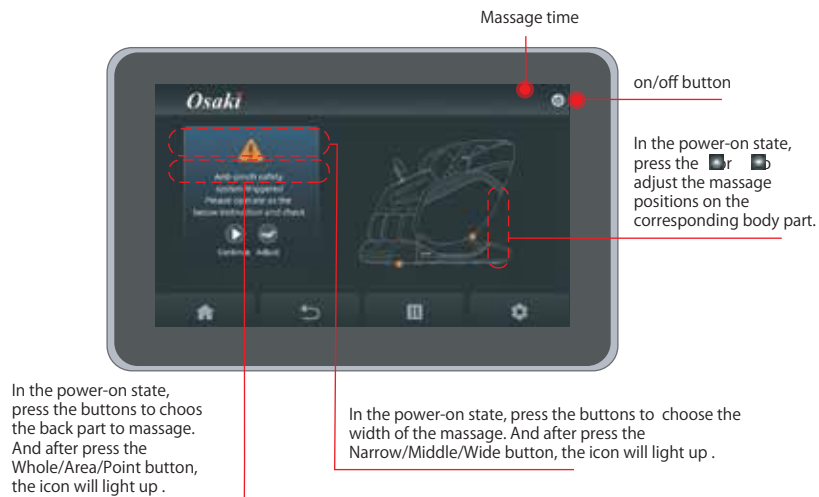 Massage time
Osaki
on/off button
Anti-pinch safety
system triggered
Please operate as the
below instruction and check
Continue Adjust
In the power-on state,
press the r
adjust the massage
positions on the
corresponding body part.
In the power-on state,
press the buttons to choos
the back part to massage.
And after press the
Whole/Area/Point button,
the icon will light up .
In the power-on state, press the buttons to choose the
width of the massage. And after press the
Narrow/Middle/Wide button, the icon will light up .